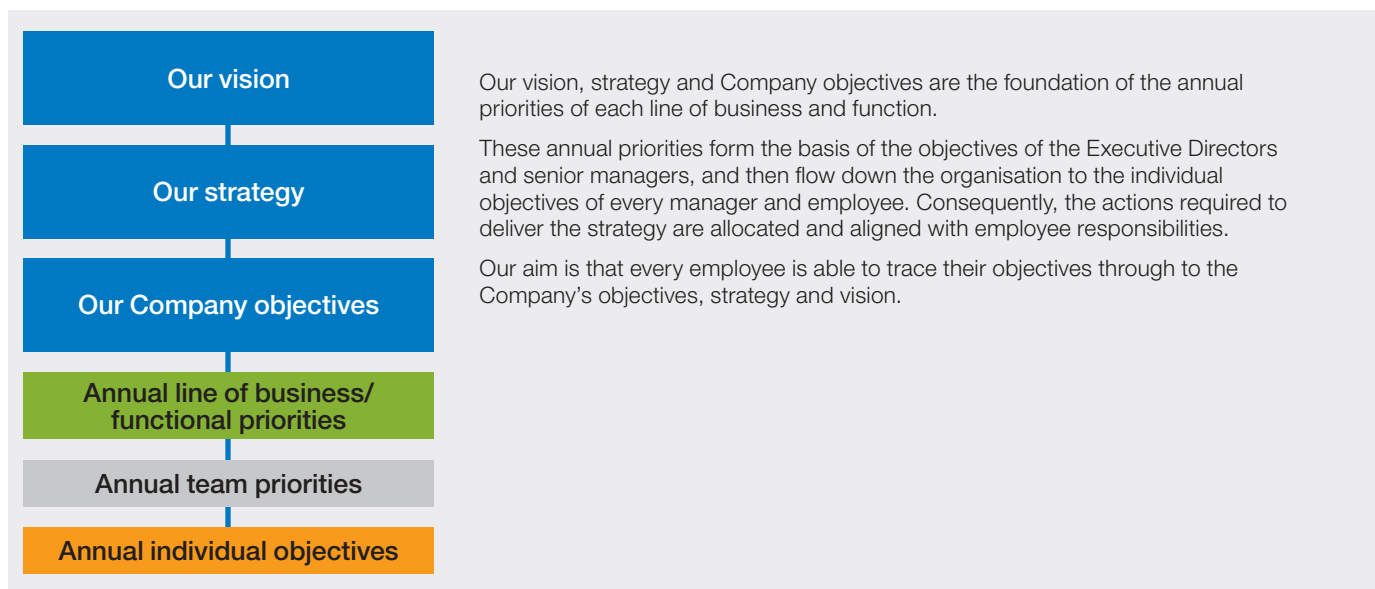 Our vision
Our strategy
Our Company objectives
Annual line of business/
functional priorities
Annual team priorities
Annual individual objectives
Our vision, strategy and Company objectives are the foundation of the annual
priorities of each line of business and function.
These annual priorities form the basis of the objectives of the Executive Directors
and senior managers, and then flow down the organisation to the individual
objectives of every manager and employee. Consequently, the actions required to
deliver the strategy are allocated and aligned with employee responsibilities.
Our aim is that every employee is able to trace their objectives through to the
Company’s objectives, strategy and vision.